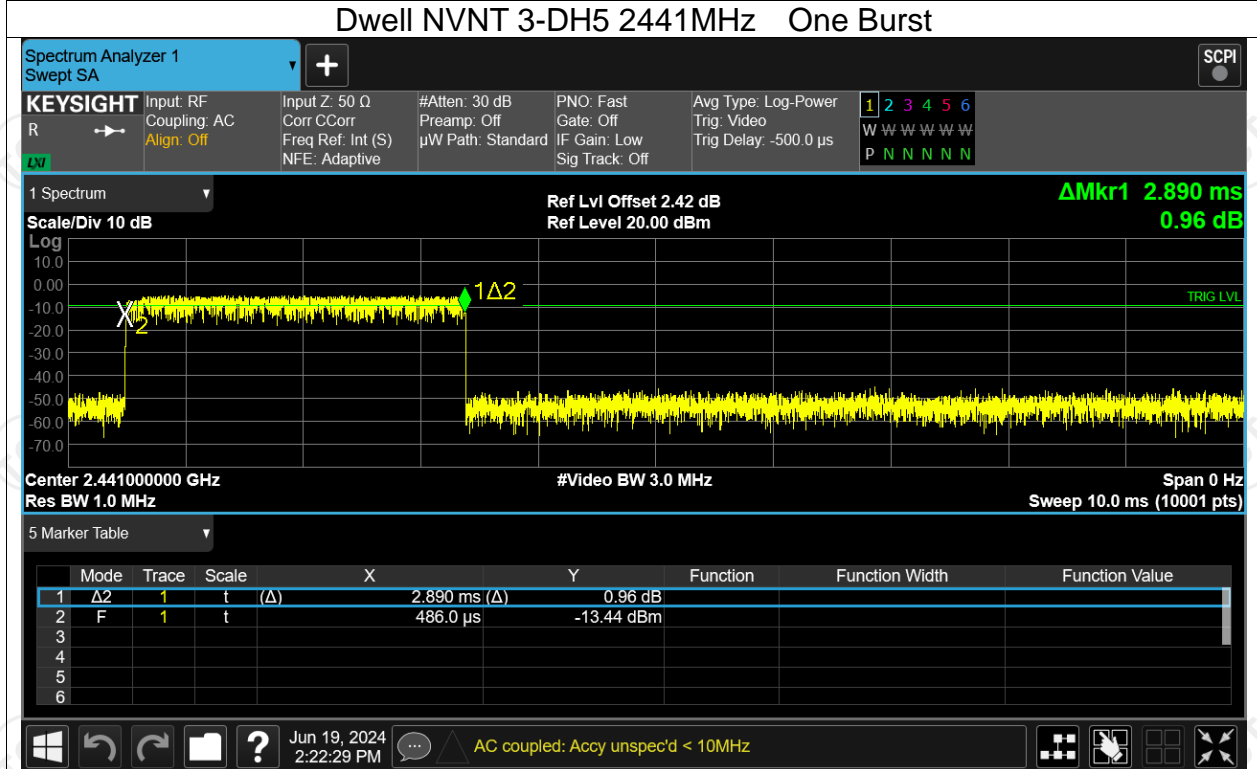 Dwell NVNT 3-DH5 2441MHz    One Burst
Spectrum Analyzer 1
Swept SA
+
SCPI
KEYSIGHT Input: RF Input Z: 50 Ω #Atten: 30 dB PNO: Fast Avg Type: Log-Power 1 2 3 4 5 6
R Coupling: AC Corr CCorr Preamp: Off Gate: Off Trig: Video W W W W W W
Align: Off Freq Ref: Int (S) µW Path: Standard IF Gain: Low Trig Delay: -500.0 µs P N N N N N
LXI NFE: Adaptive Sig Track: Off
1 Spectrum Ref Lvl Offset 2.42 dB ΔMkr1 2.890 ms
Scale/Div 10 dB Ref Level 20.00 dBm 0.96 dB
Log
10.0
0.00
1Δ2
TRIG LVL
-10.0
X2
-20.0
-30.0
-40.0
-50.0
-60.0
-70.0
Center 2.441000000 GHz #Video BW 3.0 MHz Span 0 Hz
Res BW 1.0 MHz Sweep 10.0 ms (10001 pts)
5 Marker Table
Mode Trace Scale X Y Function Function Width Function Value
1 Δ2 1 t (Δ) 2.890 ms (Δ) 0.96 dB
2 F 1 t 486.0 µs -13.44 dBm
3
4
5
6
? Jun 19, 2024 AC coupled: Accy unspec'd < 10MHz
2:22:29 PM